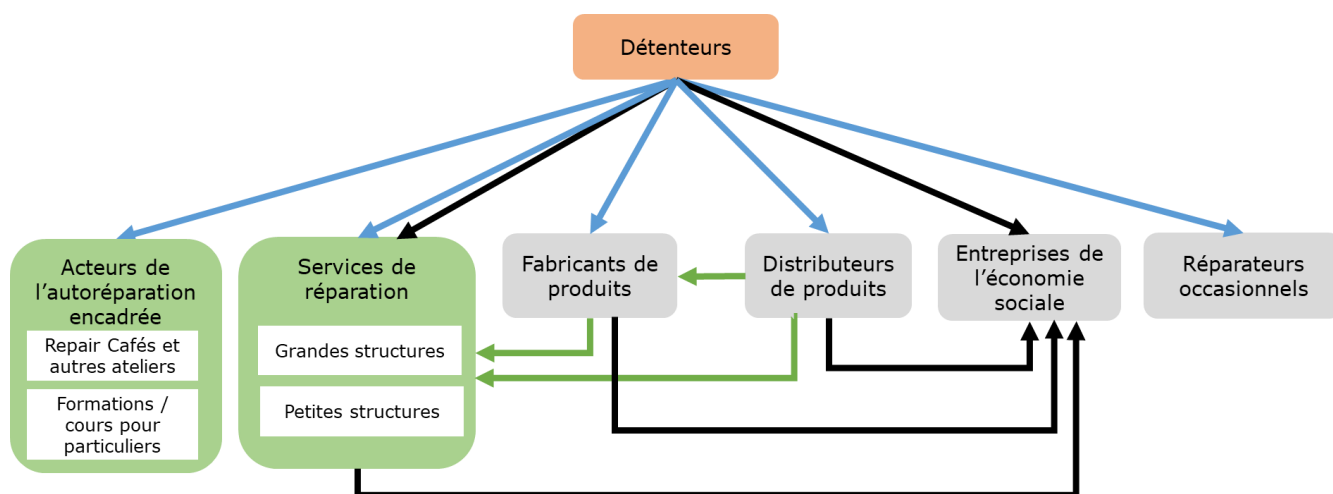 Détenteurs
Acteurs de
l’autoréparation
encadrée
Repair Cafés et
autres ateliers
Formations /
cours pour
particuliers
Services de
réparation
Grandes structures
Petites structures
Fabricants de
produits
Distributeurs
de produits
Entreprises de
l’économie
sociale
Réparateurs
occasionnels